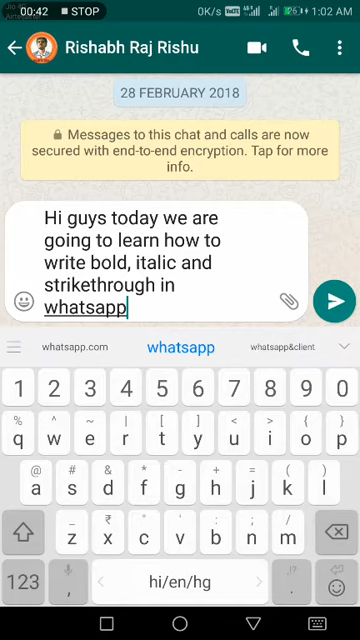 00:42 STOP 0K/s VoLTE 26 1:02 AM
Rishabh Raj Rishu
28 FEBRUARY 2018
Messages to this chat and calls are now
secured with end-to-end encryption. Tap for more
info.
Hi guys today we are
going to learn how to
write bold, italic and
strikethrough in
whatsapp
whatsapp.com whatsapp whatsapp&client
1 2 3 4 5 6 7 8 9 0
% ^ ~ | [ ] < > { }
q w e r t y u i o p
@ # & * - + = ( )
a s d f g h j k l
_ ₹ " ' : ; /
z x c v b n m
123 , hi/en/hg ,!? .